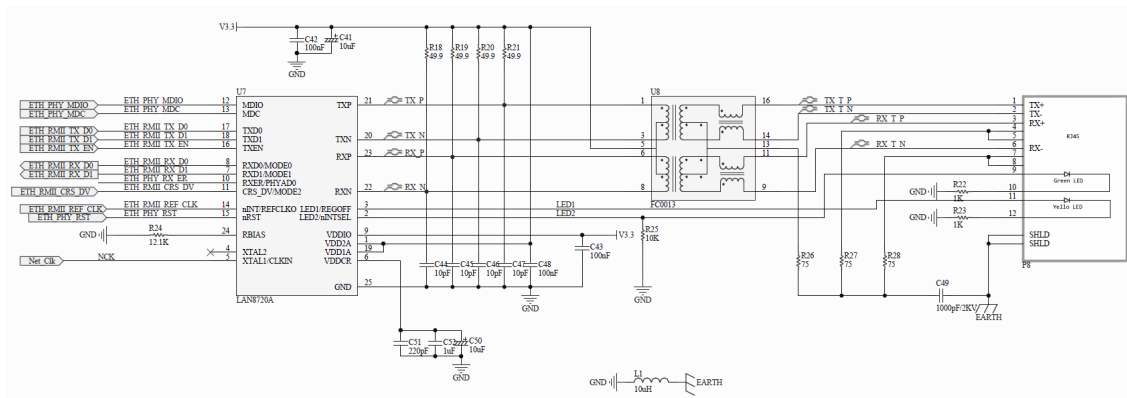 V3.3
C42
100nF
C41
10uF
GND
R18
49.9
R19
49.9
R20
49.9
R21
49.9
U7
U8
ETH_PHY_MDIO ETH_PHY_MDIO 12 MDIO
ETH_PHY_MDC ETH_PHY_MDC 13 MDC
ETH_RMII_TX_D0 ETH_RMII_TX_D0 17 TXD0
ETH_RMII_TX_D1 ETH_RMII_TX_D1 18 TXD1
ETH_RMII_TX_EN ETH_RMII_TX_EN 16 TXEN
ETH_RMII_RX_D0 ETH_RMII_RX_D0 8 RXD0/MODE0
ETH_RMII_RX_D1 ETH_RMII_RX_D1 7 RXD1/MODE1
ETH_PHY_RX_ER 10 RXER/PHYAD0
ETH_RMII_CRS_DV ETH_RMII_CRS_DV 11 CRS_DV/MODE2
ETH_RMII_REF_CLK ETH_RMII_REF_CLK 14 nINT/REFCLKO
ETH_PHY_RST ETH_PHY_RST 15 nRST
GND R24 24 RBIAS
12.1K
4 XTAL2
Net_Clk NCK 5 XTAL1/CLKIN
TXP 21 TX_P
TXN 20 TX_N
RXP 23 RX_P
RXN 22 RX_N
LED1/REGOFF 3 LED1
LED2/nINTSEL 2 LED2
VDDIO 9
VDD2A 1
VDD1A 19
VDDCR 6
GND 25
LAN8720A
C44
10pF
C45
10pF
C46
10pF
C47
10pF
C48
100nF
GND
C43
100nF
V3.3
R25
10K
GND
C51
220pF
C52
1uF
C50
10uF
GND
1
3
5
6
8
16
14
13
11
9
FC0013
TX_T_P
TX_T_N
RX_T_P
RX_T_N
1 TX+
2 TX-
3 RX+
4
5
6 RX-
7
8
9
10
11
12
RJ45
Green LED
Yello LED
GND R22
1K
GND R23
1K
SHLD
SHLD
P8
R26
75
R27
75
R28
75
C49
1000pF/2KV
EARTH
GND L1 EARTH
10uH